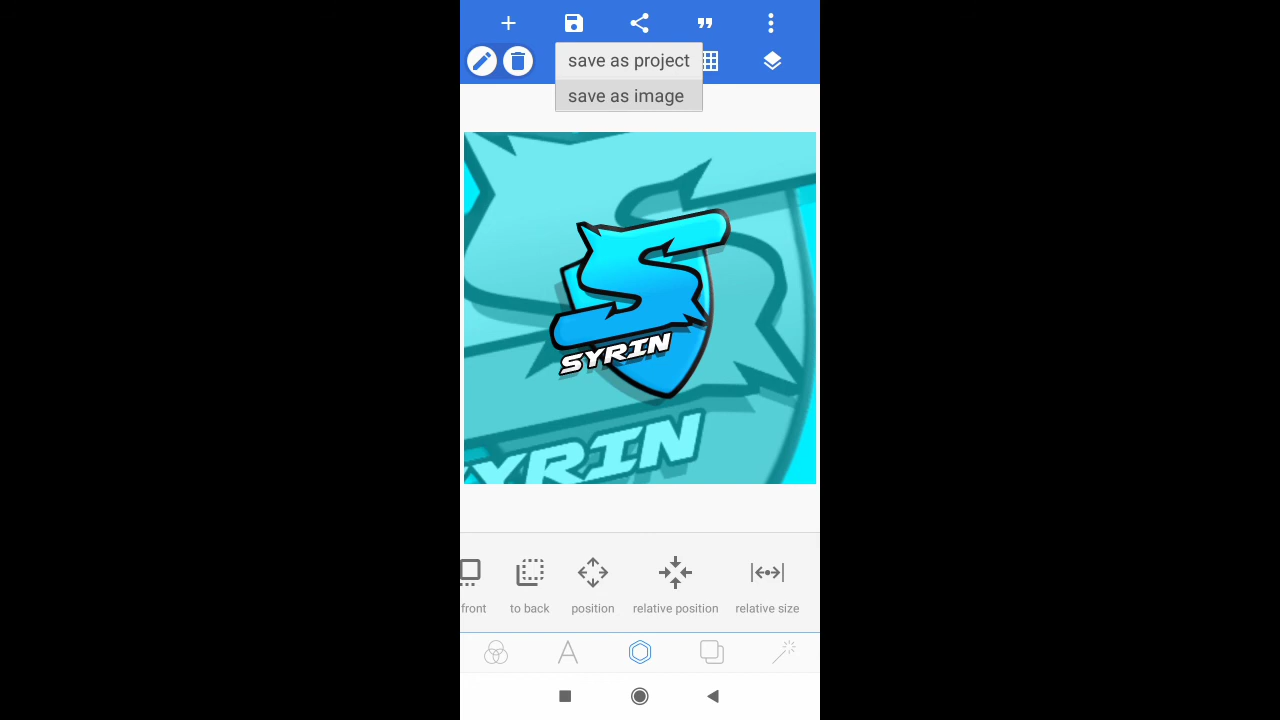 save as project
save as image
SYRIN
YRIN
front
to back
position
relative position
relative size